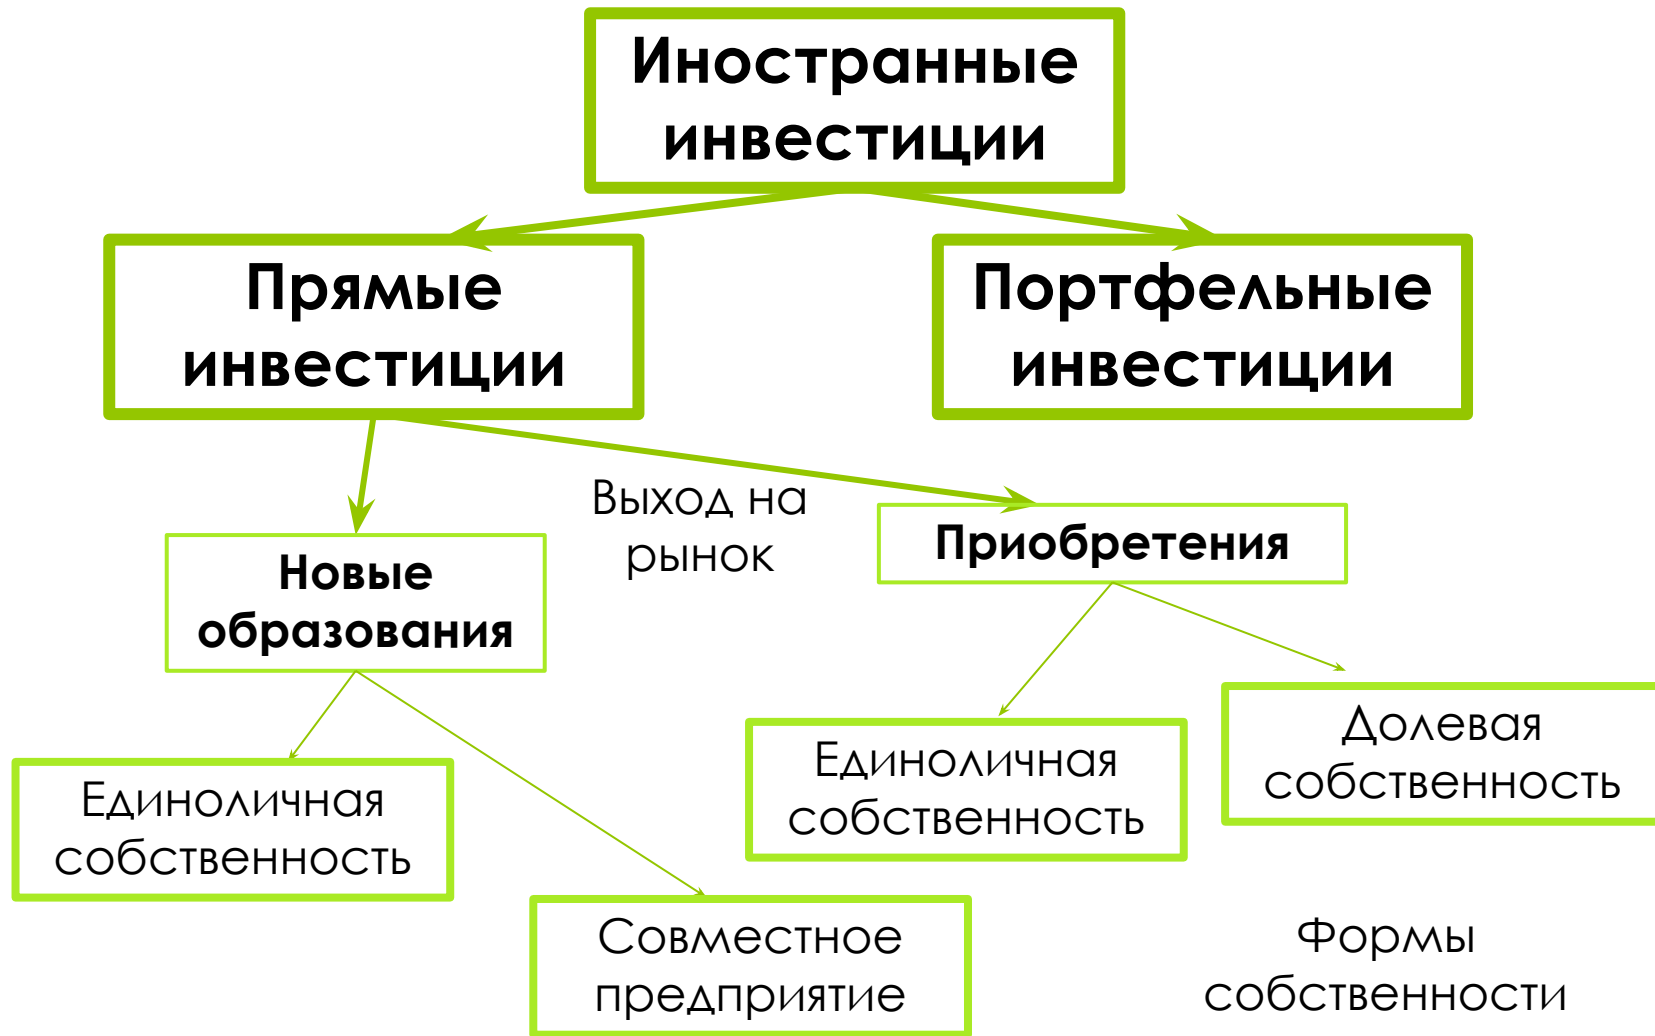 Иностранные
инвестиции
Прямые
инвестиции
Портфельные
инвестиции
Выход на
рынок
Новые
образования
Приобретения
Единоличная
собственность
Совместное
предприятие
Единоличная
собственность
Долевая
собственность
Формы
собственности